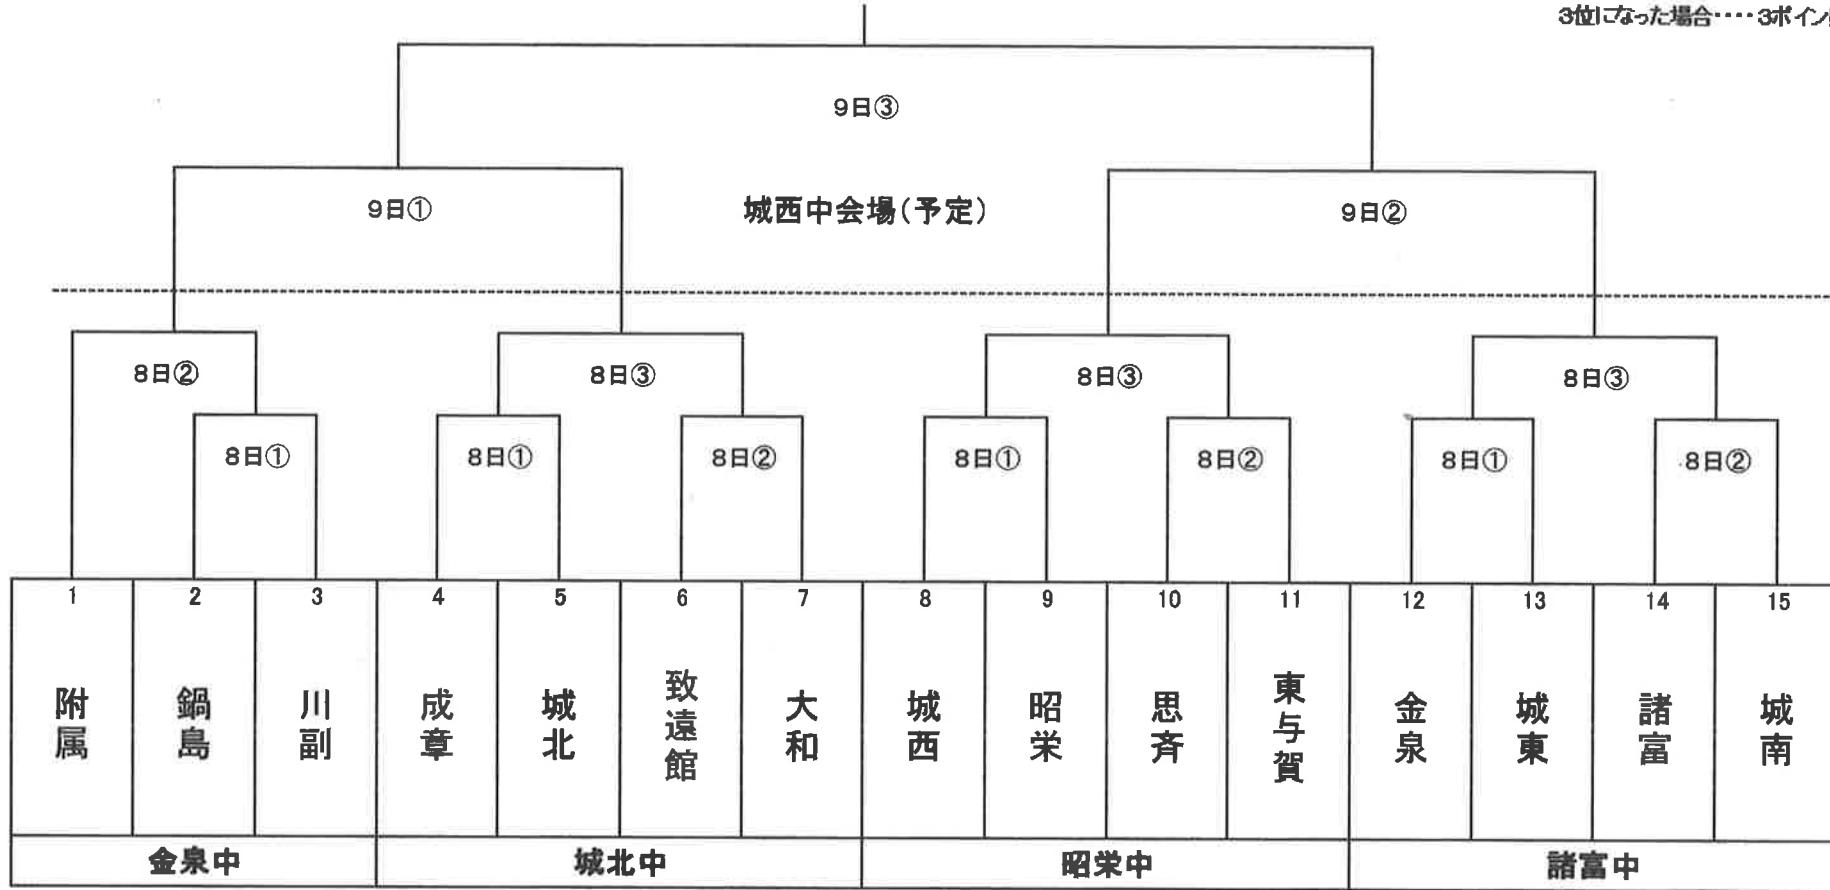 3位になった場合‥‥3ポイン
9日③
9日① 城西中会場(予定) 9日②
8日② 8日③ 8日③ 8日③
8日① 8日① 8日② 8日① 8日② 8日① 8日②
1 2 3 4 5 6 7 8 9 10 11 12 13 14 15
附属 鍋島 川副 成章 城北 致遠館 大和 城西 昭栄 思斉 東与賀 金泉 城東 諸富 城南
金泉中 城北中 昭栄中 諸富中